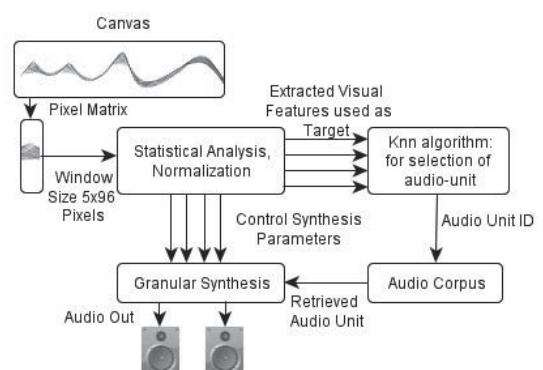 Canvas
Pixel Matrix
Window
Size 5x96
Pixels
Statistical Analysis,
Normalization
Extracted Visual
Features used as
Target
Knn algorithm:
for selection of
audio-unit
Control Synthesis
Parameters
Audio Unit ID
Granular Synthesis
Retrieved
Audio Unit
Audio Corpus
Audio Out